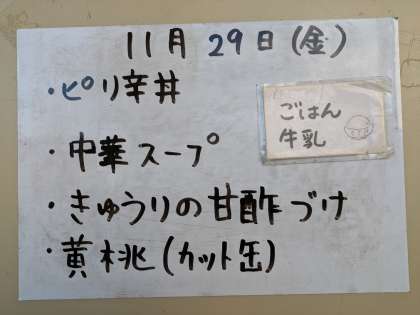 11月 29日(金)
・ピリ辛丼
ごはん
牛乳
・中華スープ
・きゅうりの甘酢づけ
・黄桃(カット缶)